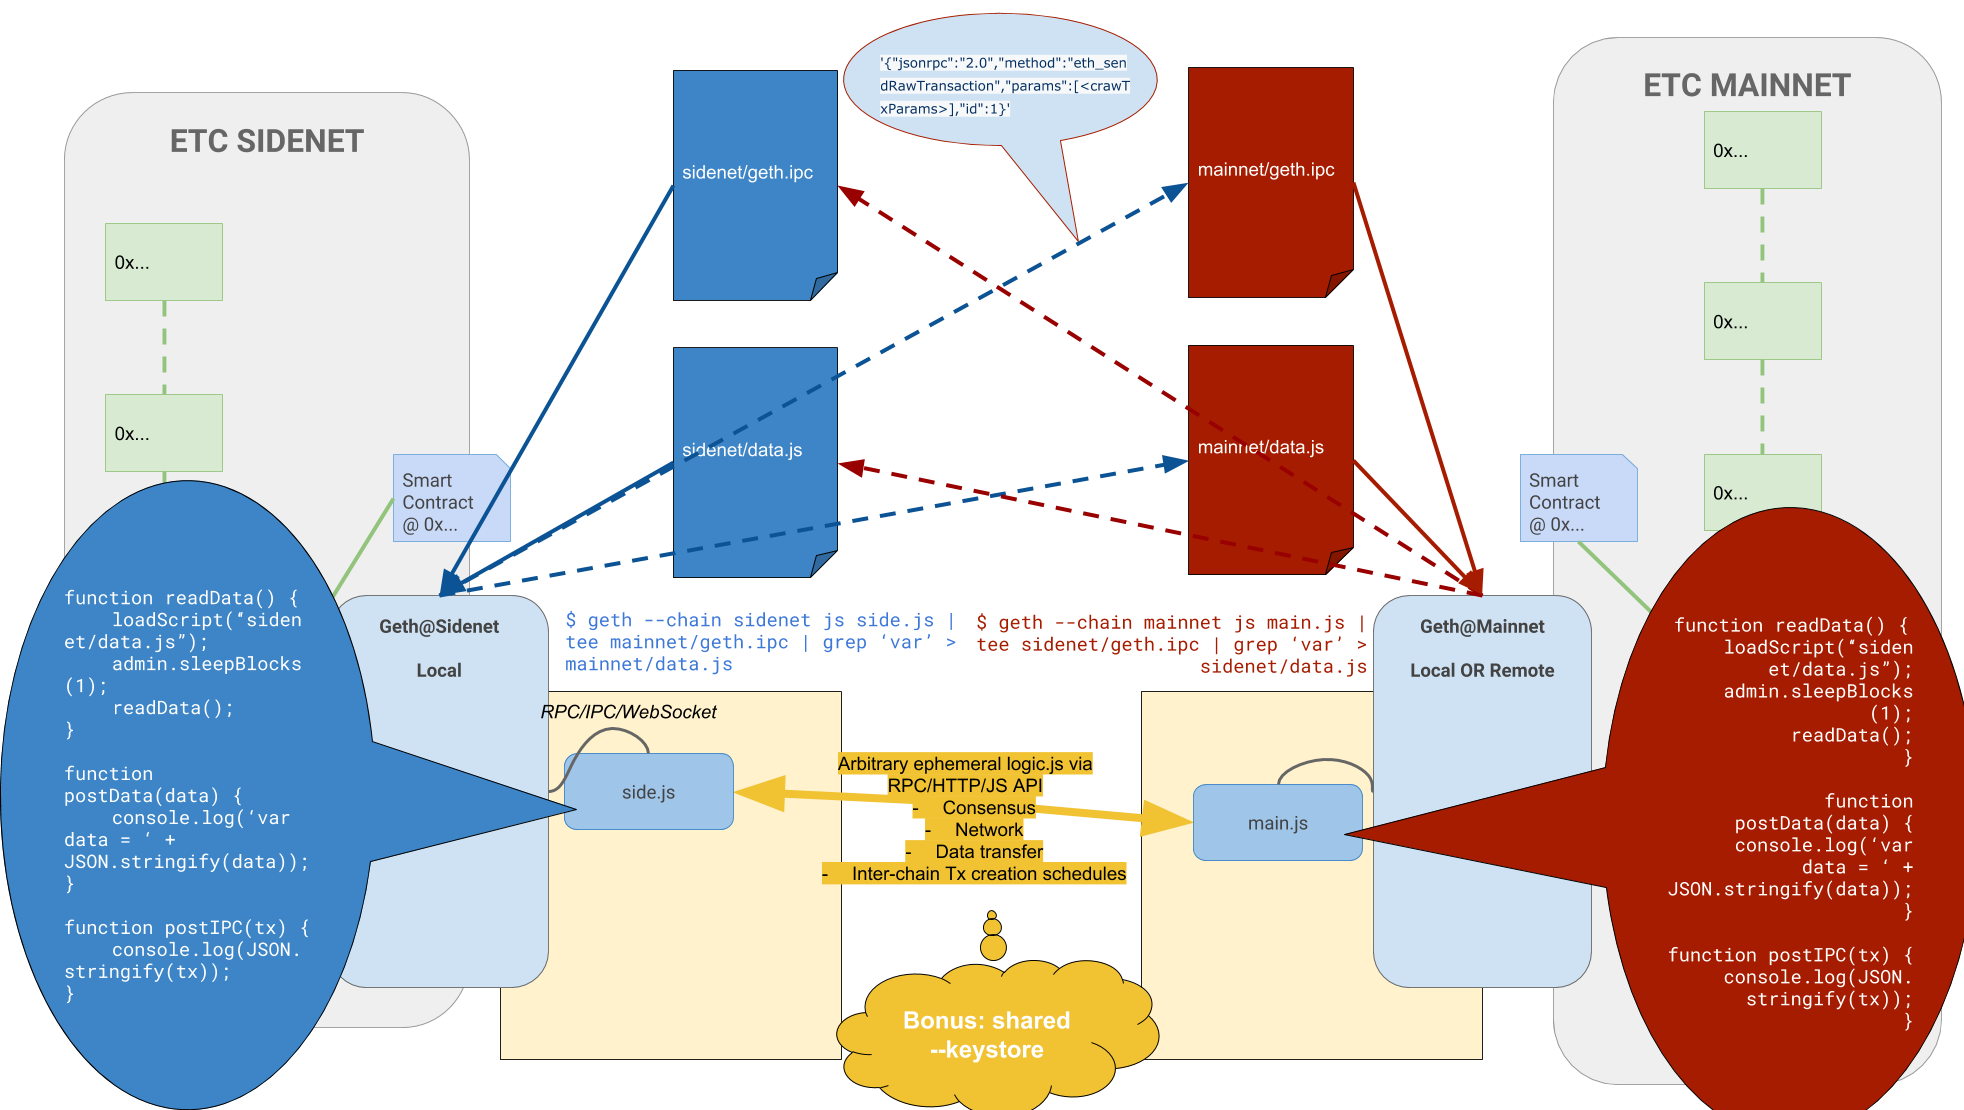 ETC SIDENET
0x...
0x...
Smart
Contract
@ 0x...
function readData() {
    loadScript(“siden
et/data.js”);
    admin.sleepBlocks
(1);
    readData();
}
function
postData(data) {
    console.log(‘var
data = ‘ +
JSON.stringify(data));
}
function postIPC(tx) {
    console.log(JSON.
stringify(tx));
}
Geth@Sidenet
Local
sidenet/geth.ipc
sidenet/data.js
'{"jsonrpc":"2.0","method":"eth_sen
dRawTransaction","params":[<crawT
xParams>],"id":1}'
mainnet/geth.ipc
mainnet/data.js
$ geth --chain sidenet js side.js |
tee mainnet/geth.ipc | grep ‘var’ >
mainnet/data.js
$ geth --chain mainnet js main.js |
tee sidenet/geth.ipc | grep ‘var’ >
sidenet/data.js
RPC/IPC/WebSocket
side.js
Arbitrary ephemeral logic.js via
RPC/HTTP/JS API
- Consensus
- Network
- Data transfer
- Inter-chain Tx creation schedules
main.js
Bonus: shared
--keystore
Geth@Mainnet
Local OR Remote
ETC MAINNET
0x...
0x...
0x...
Smart
Contract
@ 0x...
function readData() {
loadScript(“siden
et/data.js”);
admin.sleepBlocks
(1);
readData();
}
function
postData(data) {
console.log(‘var
data = ‘ +
JSON.stringify(data));
}
function postIPC(tx) {
console.log(JSON.
stringify(tx));
}